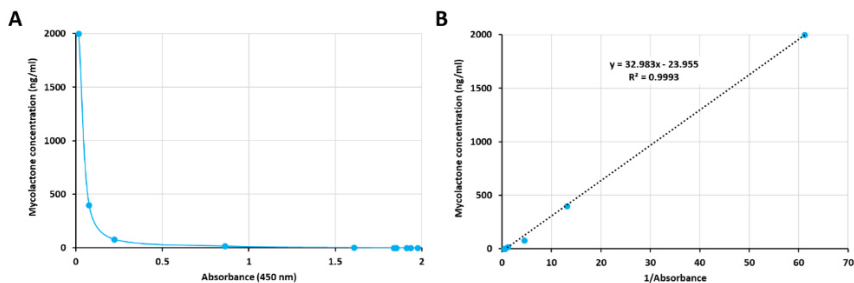 A
Mycolactone concentration (ng/ml)
2000
1500
1000
500
0
0
0.5
1
1.5
2
Absorbance (450 nm)
B
Mycolactone concentration (ng/ml)
2000
1500
1000
500
0
y = 32.983x - 23.955
R² = 0.9993
0
10
20
30
40
50
60
70
1/Absorbance